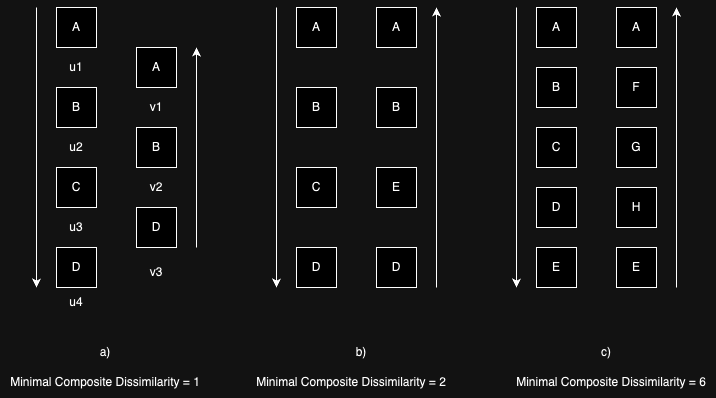 A
u1
B
u2
C
u3
D
u4
A
v1
B
v2
D
v3
a)
Minimal Composite Dissimilarity = 1
A A
B B
C E
D D
b)
Minimal Composite Dissimilarity = 2
A A
B F
C G
D H
E E
c)
Minimal Composite Dissimilarity = 6